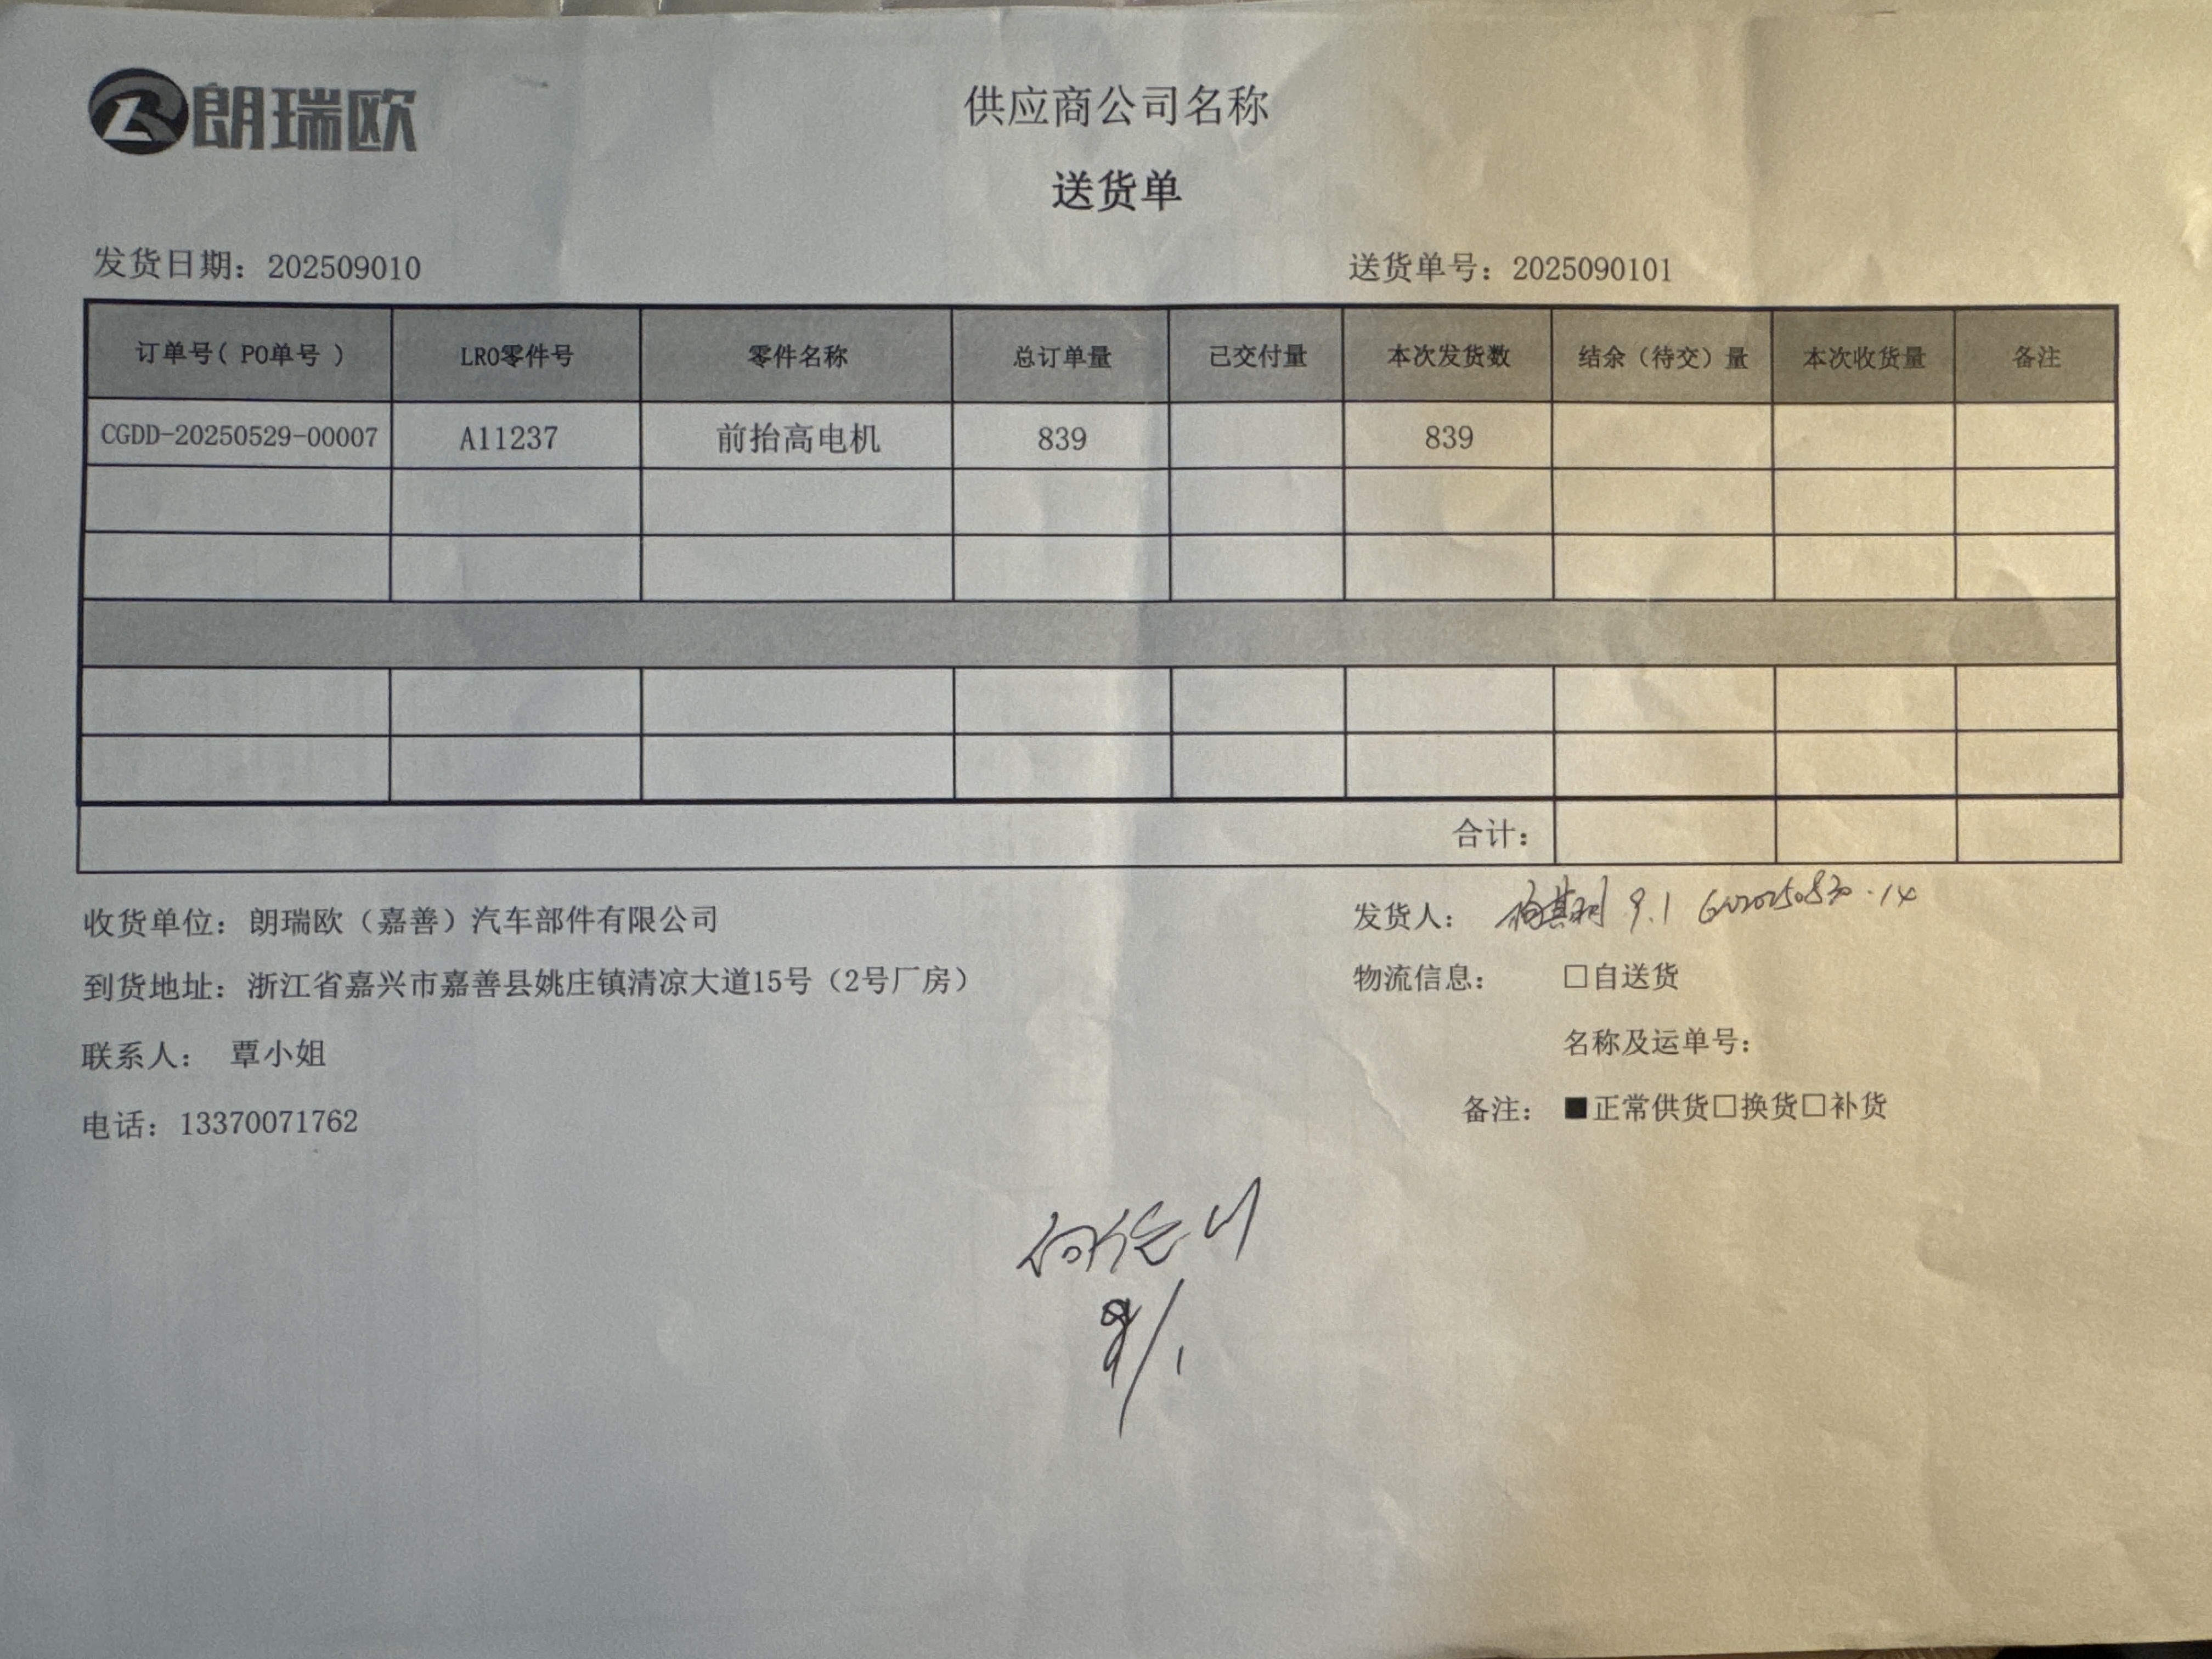 朗瑞欧
供应商公司名称
送货单
发货日期：202509010 送货单号：2025090101
订单号( PO单号 ) LRO零件号 零件名称 总订单量 已交付量 本次发货数 结余（待交）量 本次收货量 备注
CGDD-20250529-00007 A11237 前抬高电机 839 839
合计：
收货单位：朗瑞欧（嘉善）汽车部件有限公司 发货人： 9.1
到货地址：浙江省嘉兴市嘉善县姚庄镇清凉大道15号（2号厂房） 物流信息： □自送货
名称及运单号：
联系人： 覃小姐
备注： ■正常供货□换货□补货
电话：13370071762
9/1